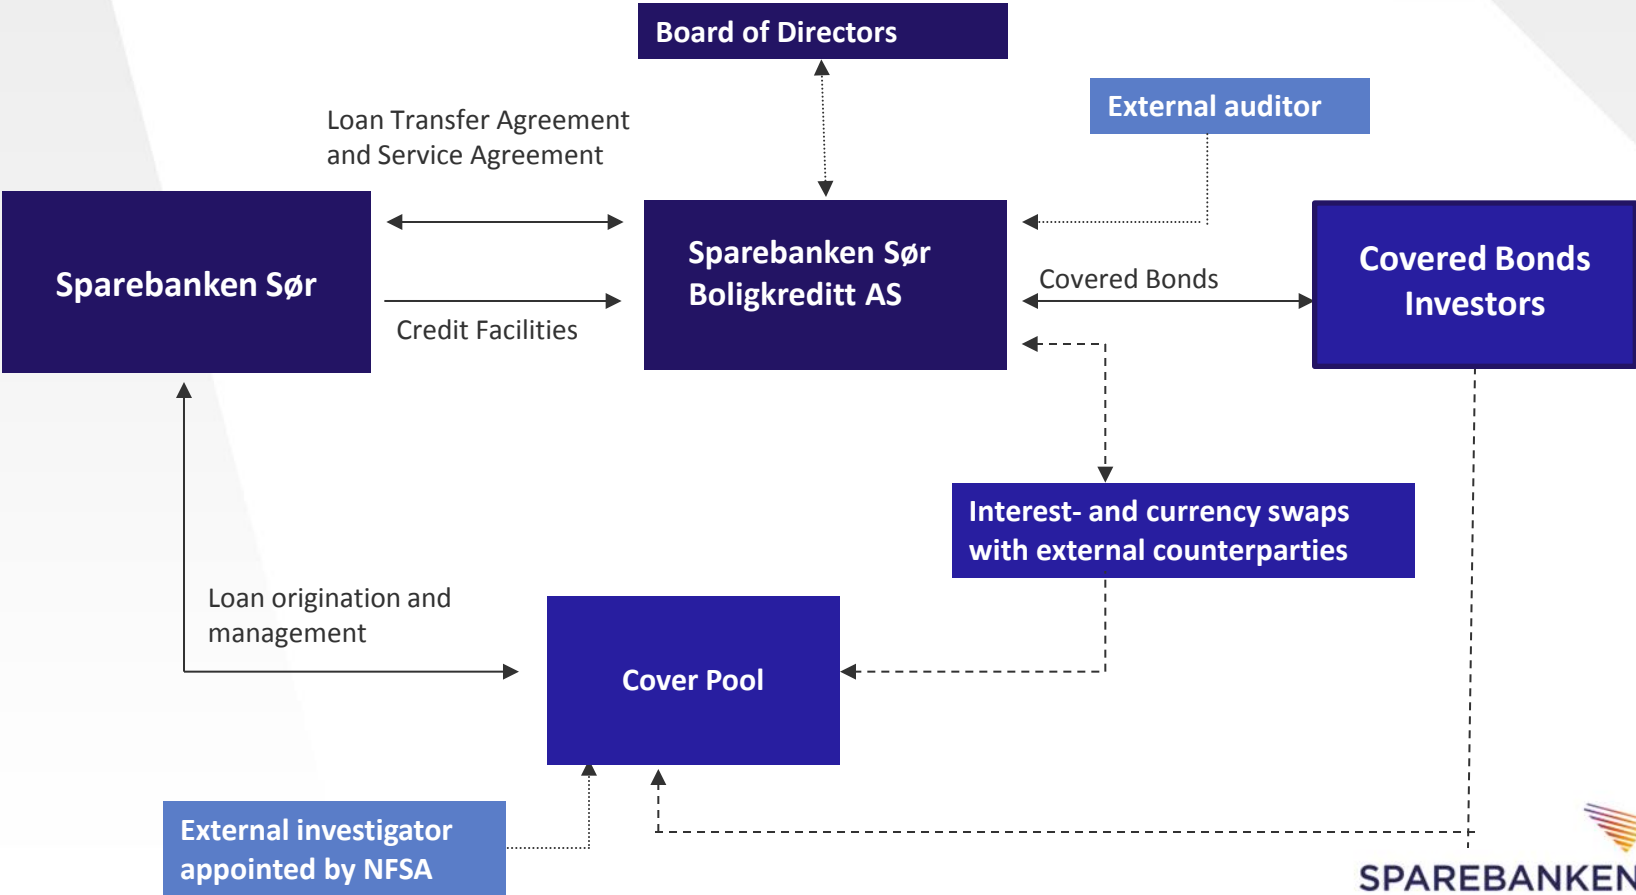 Board of Directors
External auditor
Loan Transfer Agreement
and Service Agreement
Sparebanken Sør
Sparebanken Sør
Boligkreditt AS
Covered Bonds
Covered Bonds
Investors
Credit Facilities
Interest- and currency swaps
with external counterparties
Loan origination and
management
Cover Pool
External investigator
appointed by NFSA
SPAREBANKEN